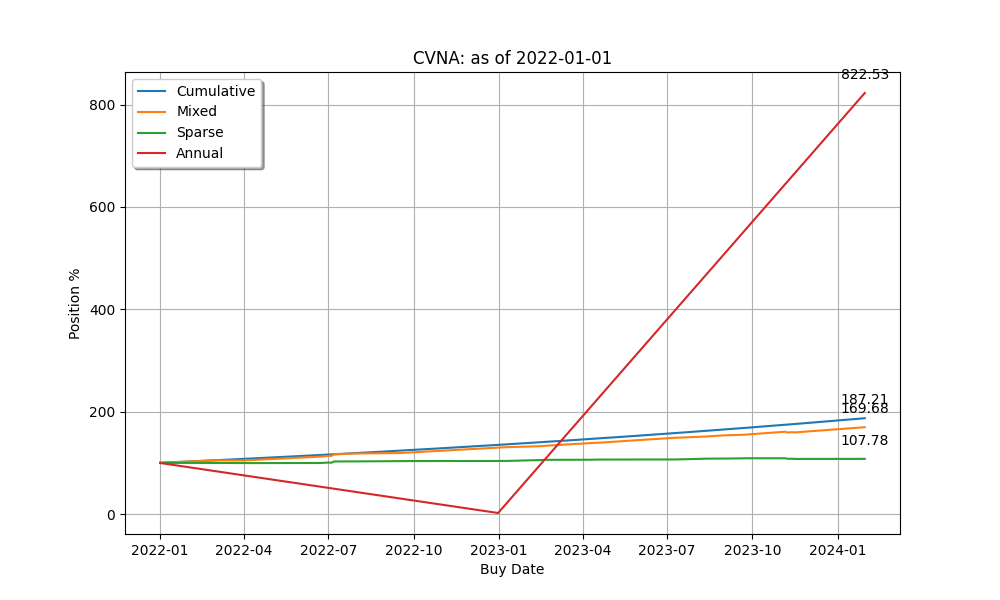 CVNA: as of 2022-01-01
822.53
Cumulative
Mixed
Sparse
Annual
800
600
400
200
0
Position %
187.21
169.68
107.78
2022-01 2022-04 2022-07 2022-10 2023-01 2023-04 2023-07 2023-10 2024-01
Buy Date